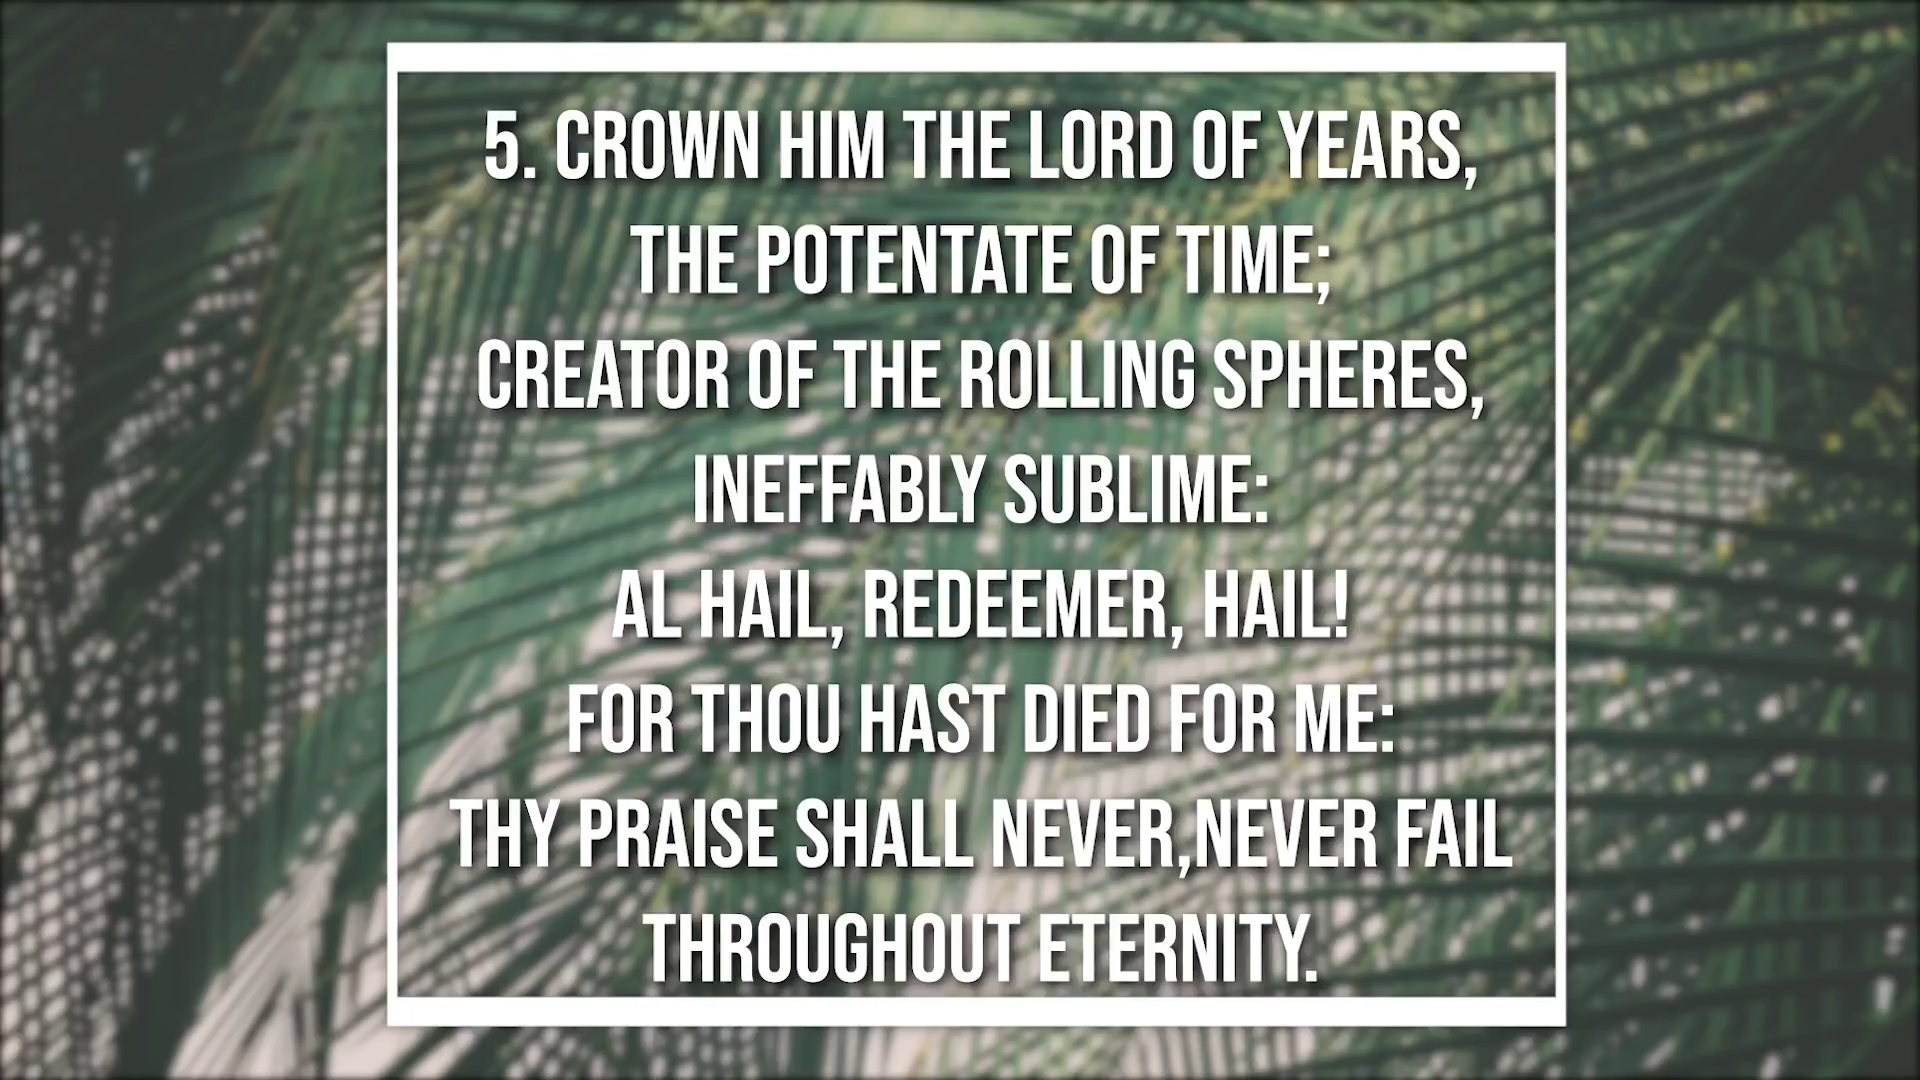 5. CROWN HIM THE LORD OF YEARS,
THE POTENTATE OF TIME;
CREATOR OF THE ROLLING SPHERES,
INEFFABLY SUBLIME:
AL HAIL, REDEEMER, HAIL!
FOR THOU HAST DIED FOR ME:
THY PRAISE SHALL NEVER,NEVER FAIL
THROUGHOUT ETERNITY.